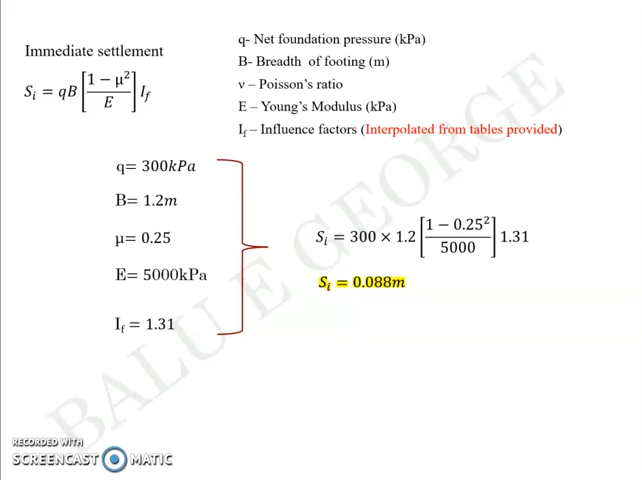 Immediate settlement
S_i = qB [(1 − μ²)/E] I_f
q- Net foundation pressure (kPa)
B- Breadth of footing (m)
ν – Poisson's ratio
E – Young's Modulus (kPa)
I_f – Influence factors (Interpolated from tables provided)
q= 300kPa
B= 1.2m
μ= 0.25
E= 5000kPa
I_f = 1.31
S_i = 300 × 1.2 [(1 − 0.25²)/5000] 1.31
S_i = 0.088m
BALU E GEORGE
RECORDED WITH
SCREENCAST MATIC